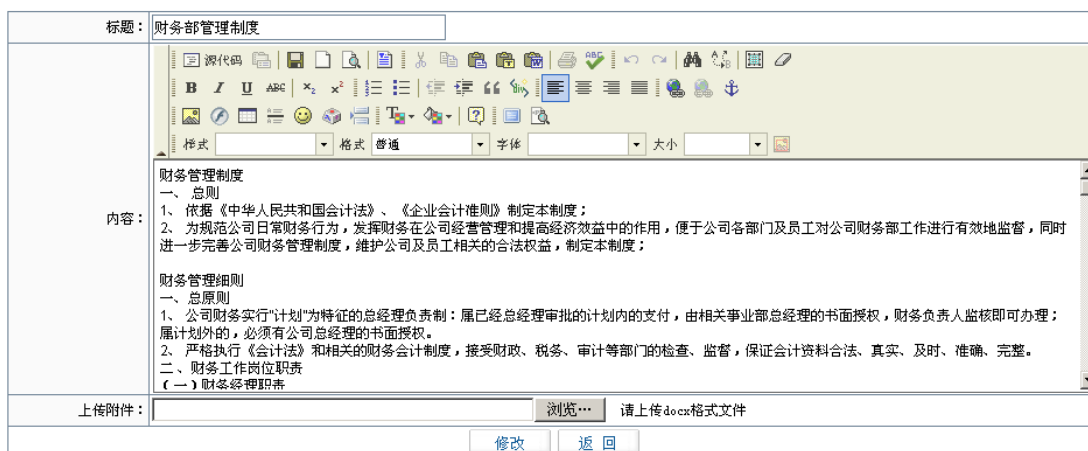 标题： 财务部管理制度
源代码
样式 格式 普通 字体 大小
内容：
财务管理制度
一、 总则
1、 依据《中华人民共和国会计法》、《企业会计准则》制定本制度；
2、 为规范公司日常财务行为，发挥财务在公司经营管理和提高经济效益中的作用，便于公司各部门及员工对公司财务部工作进行有效地监督，同时
进一步完善公司财务管理制度，维护公司及员工相关的合法权益，制定本制度；
财务管理细则
一、总原则
1、 公司财务实行"计划"为特征的总经理负责制：属已经总经理审批的计划内的支付，由相关事业部总经理的书面授权，财务负责人监核即可办理；
属计划外的，必须有公司总经理的书面授权。
2、 严格执行《会计法》和相关的财务会计制度，接受财政、税务、审计等部门的检查、监督，保证会计资料合法、真实、及时、准确、完整。
二、财务工作岗位职责
(一)财务经理职责
上传附件： 浏览… 请上传docx格式文件
修改 返 回